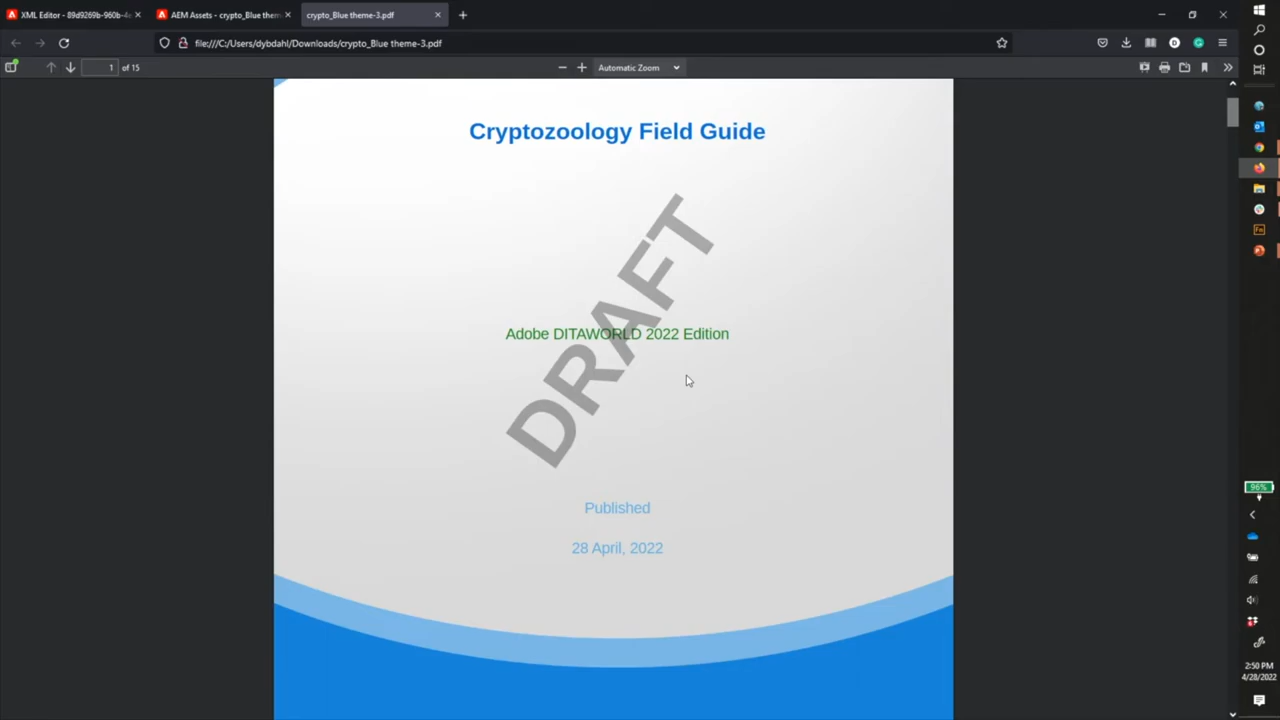 XML Editor - 89d9269b-960b-4
AEM Assets - crypto_Blue them
crypto_Blue theme-3.pdf
file:///C:/Users/dybdahl/Downloads/crypto_Blue theme-3.pdf
1 of 15
Automatic Zoom
Cryptozoology Field Guide
DRAFT
Adobe DITAWORLD 2022 Edition
Published
28 April, 2022
D
Fm
96%
2:50 PM
4/28/2022